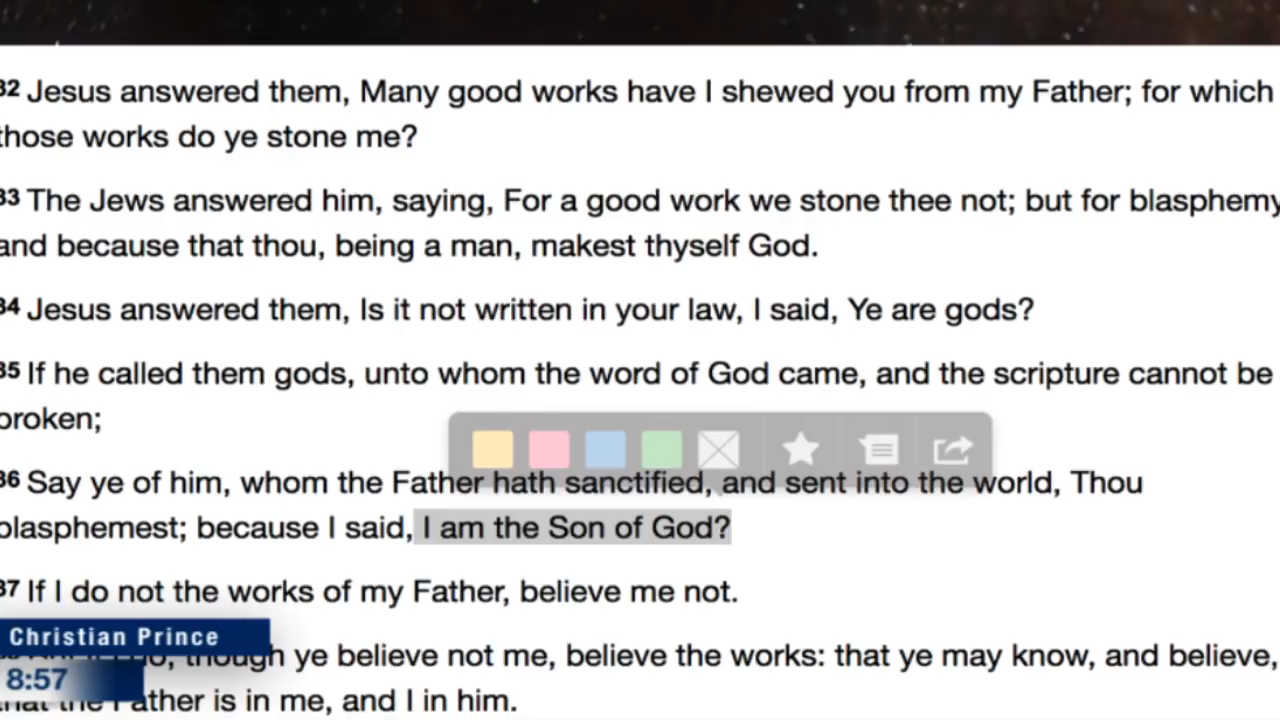 32 Jesus answered them, Many good works have I shewed you from my Father; for which
those works do ye stone me?
33 The Jews answered him, saying, For a good work we stone thee not; but for blasphemy
and because that thou, being a man, makest thyself God.
34 Jesus answered them, Is it not written in your law, I said, Ye are gods?
35 If he called them gods, unto whom the word of God came, and the scripture cannot be
broken;
36 Say ye of him, whom the Father hath sanctified, and sent into the world, Thou
blasphemest; because I said, I am the Son of God?
37 If I do not the works of my Father, believe me not.
Christian Prince
though ye believe not me, believe the works: that ye may know, and believe,
8:57
that the Father is in me, and I in him.